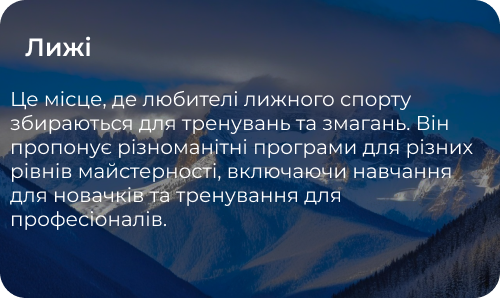 Лижі
Це місце, де любителі лижного спорту
збираються для тренувань та змагань. Він
пропонує різноманітні програми для різних
рівнів майстерності, включаючи навчання
для новачків та тренування для
професіоналів.